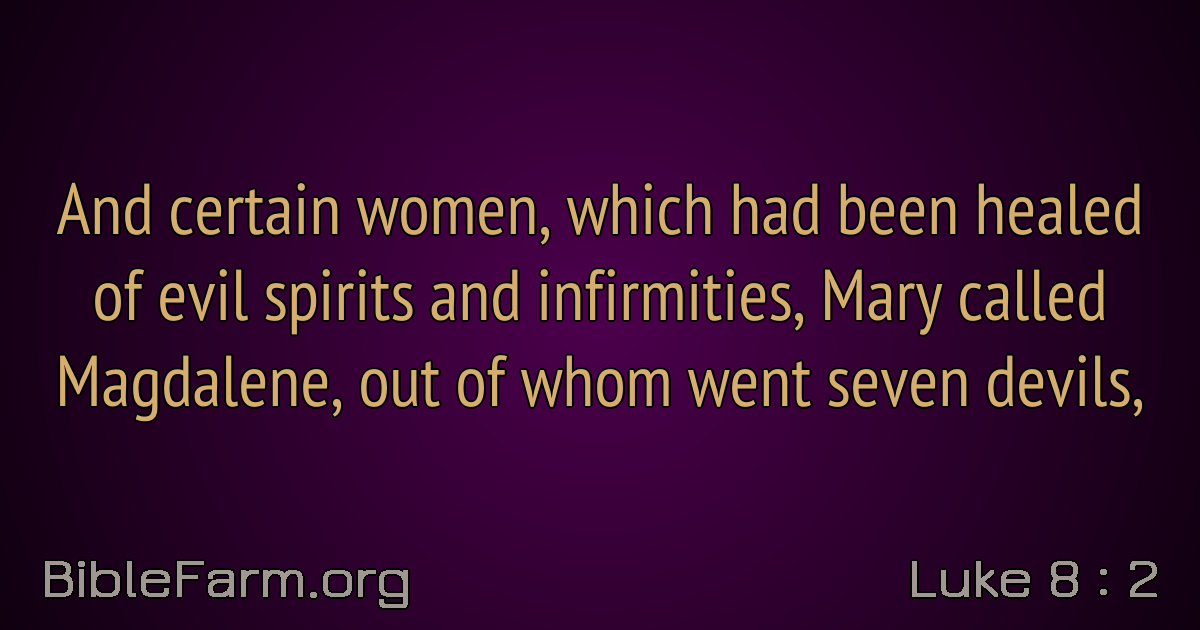 And certain women, which had been healed
of evil spirits and infirmities, Mary called
Magdalene, out of whom went seven devils,
BibleFarm.org
Luke 8 : 2